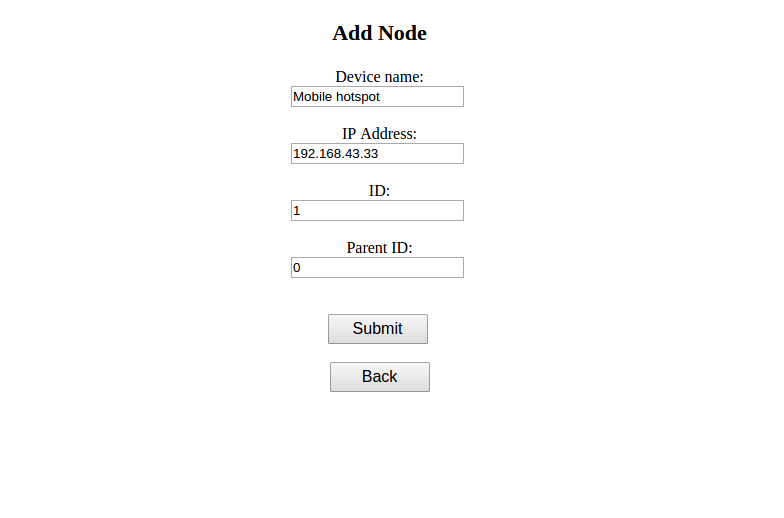 Add Node
Device name:
Mobile hotspot
IP Address:
192.168.43.33
ID:
1
Parent ID:
0
Submit
Back